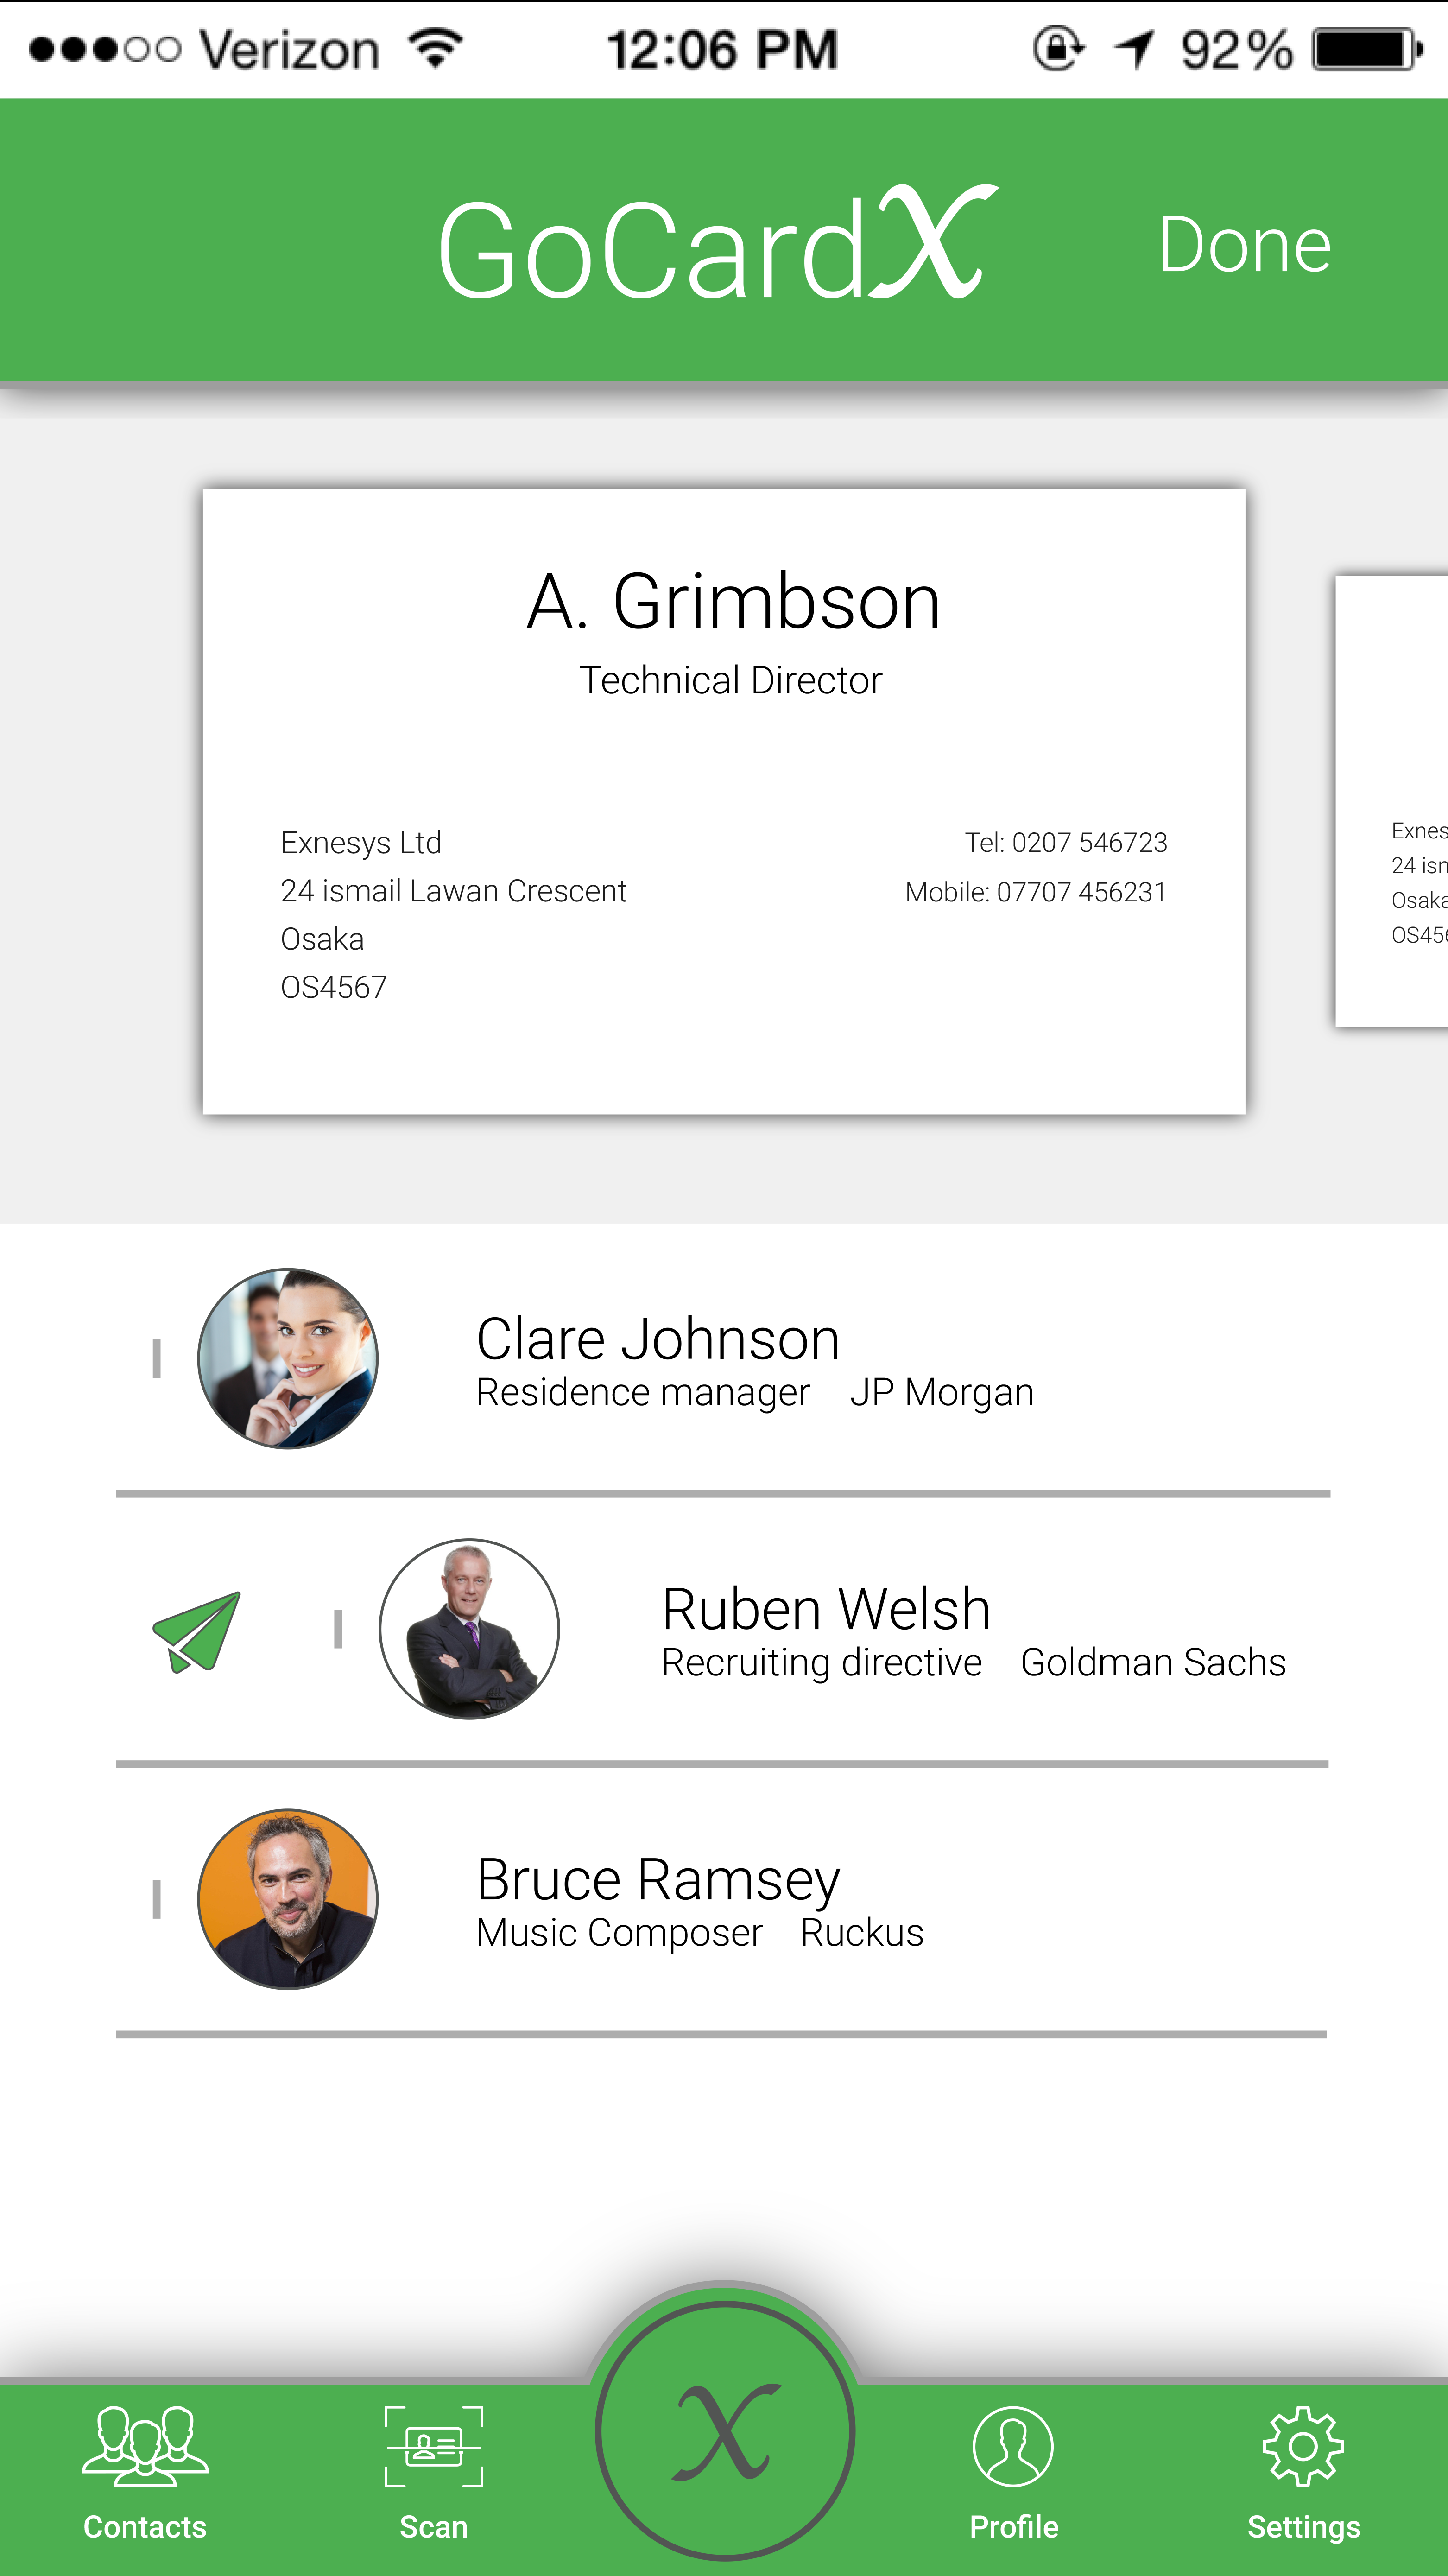 Verizon 12:06 PM 92%
GoCardX Done
A. Grimbson
Technical Director
Exnesys Ltd
24 ismail Lawan Crescent
Osaka
OS4567
Tel: 0207 546723
Mobile: 07707 456231
Exnes
24 isn
Osaka
OS456
Clare Johnson
Residence manager JP Morgan
Ruben Welsh
Recruiting directive Goldman Sachs
Bruce Ramsey
Music Composer Ruckus
X
Contacts Scan Profile Settings